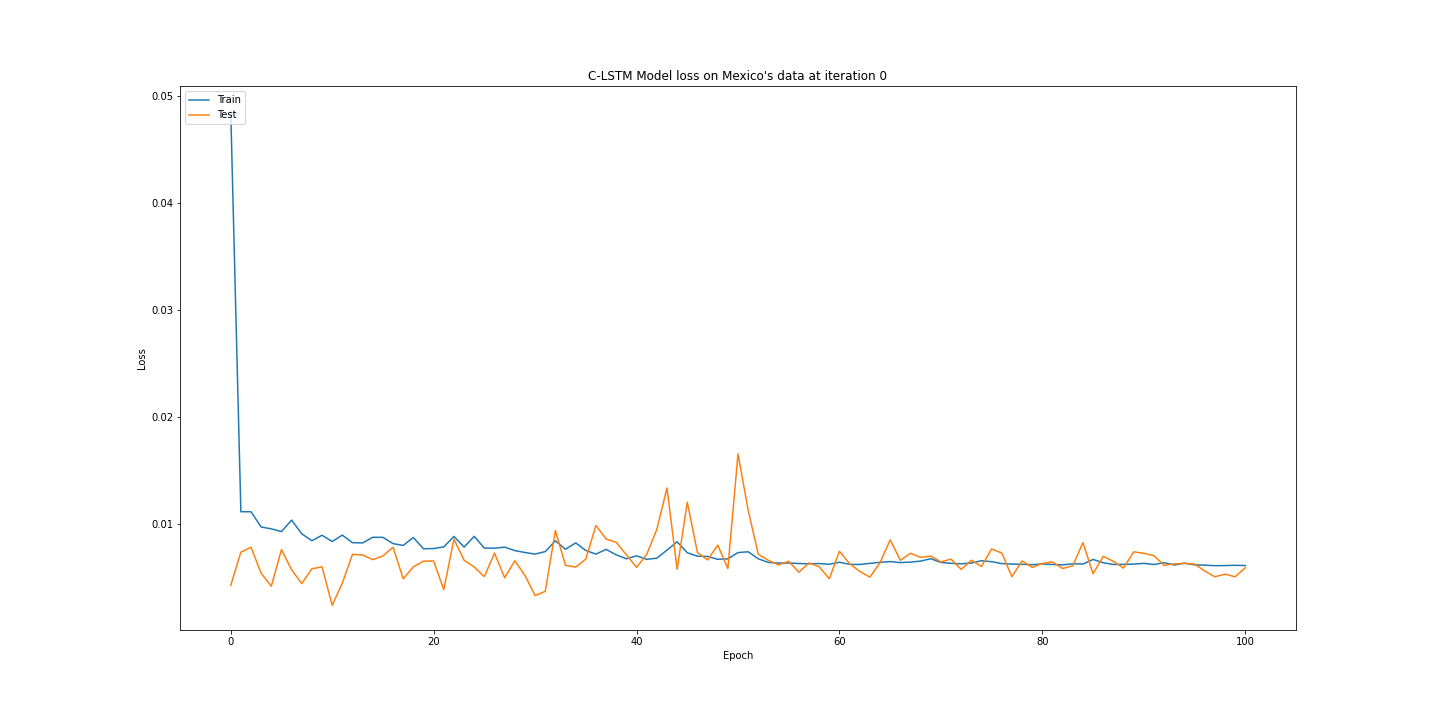 C-LSTM Model loss on Mexico's data at iteration 0
0.05
Train
Test
0.04
0.03
Loss
0.02
0.01
0 20 40 60 80 100
Epoch